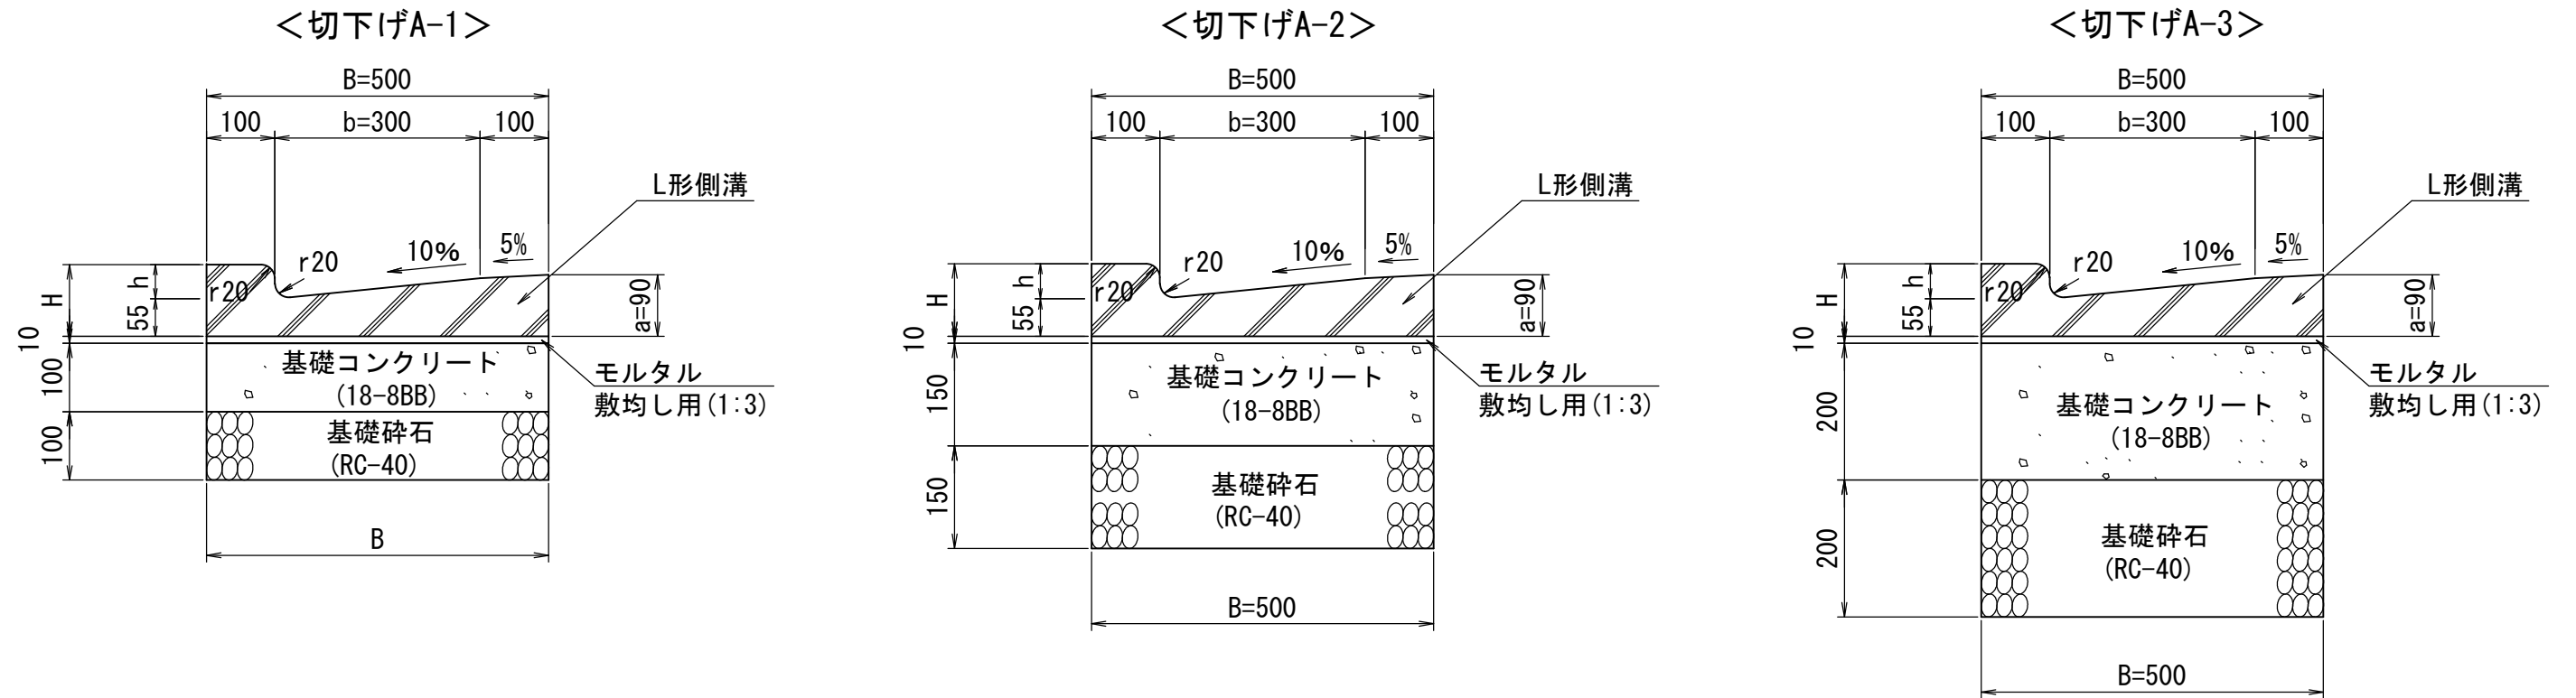 ＜切下げA-1＞
B=500
100
b=300
100
L形側溝
10%
5%
r20
r20
H
h
55
a=90
10
100
100
基礎コンクリート
(18-8BB)
モルタル
敷均し用(1:3)
基礎砕石
(RC-40)
B
＜切下げA-2＞
B=500
100
b=300
100
L形側溝
10%
5%
r20
r20
H
h
55
a=90
10
150
150
基礎コンクリート
(18-8BB)
モルタル
敷均し用(1:3)
基礎砕石
(RC-40)
B=500
＜切下げA-3＞
B=500
100
b=300
100
L形側溝
10%
5%
r20
r20
H
h
55
a=90
10
200
200
基礎コンクリート
(18-8BB)
モルタル
敷均し用(1:3)
基礎砕石
(RC-40)
B=500